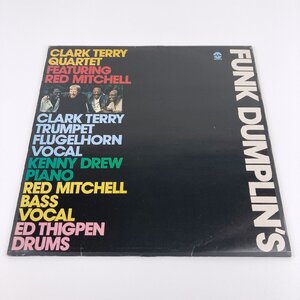 CLARK TERRY
QUARTET
FEATURING
RED MITCHELL
CLARK TERRY
TRUMPET
FLUGELHORN
VOCAL
KENNY DREW
PIANO
RED MITCHELL
BASS
VOCAL
ED THIGPEN
DRUMS
FUNK DUMPLIN'S